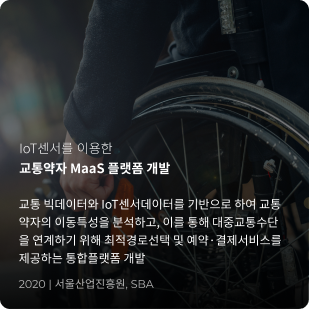 IoT센서를 이용한
교통약자 MaaS 플랫폼 개발
교통 빅데이터와 IoT센서데이터를 기반으로 하여 교통
약자의 이동특성을 분석하고, 이를 통해 대중교통수단
을 연계하기 위해 최적경로선택 및 예약·결제서비스를
제공하는 통합플랫폼 개발
2020 | 서울산업진흥원, SBA